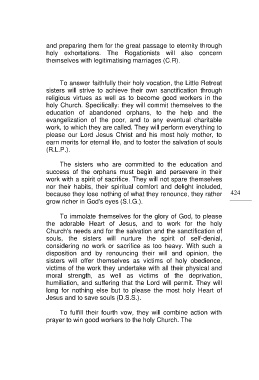 and preparing them for the great passage to eternity through
holy exhortations. The Rogationists will also concern
themselves with legitimatising marriages (C.R).
To answer faithfully their holy vocation, the Little Retreat
sisters will strive to achieve their own sanctification through
religious virtues as well as to become good workers in the
holy Church. Specifically: they will commit themselves to the
education of abandoned orphans, to the help and the
evangelization of the poor, and to any eventual charitable
work, to which they are called. They will perform everything to
please our Lord Jesus Christ and his most holy mother, to
earn merits for eternal life, and to foster the salvation of souls
(R.L.P.).
The sisters who are committed to the education and
success of the orphans must begin and persevere in their
work with a spirit of sacrifice. They will not spare themselves
nor their habits, their spiritual comfort and delight included,
because they lose nothing of what they renounce, they rather
grow richer in God's eyes (S.I.G.).
424
To immolate themselves for the glory of God, to please
the adorable Heart of Jesus, and to work for the holy
Church's needs and for the salvation and the sanctification of
souls, the sisters will nurture the spirit of self-denial,
considering no work or sacrifice as too heavy. With such a
disposition and by renouncing their will and opinion, the
sisters will offer themselves as victims of holy obedience,
victims of the work they undertake with all their physical and
moral strength, as well as victims of the deprivation,
humiliation, and suffering that the Lord will permit. They will
long for nothing else but to please the most holy Heart of
Jesus and to save souls (D.S.S.).
To fulfill their fourth vow, they will combine action with
prayer to win good workers to the holy Church. The